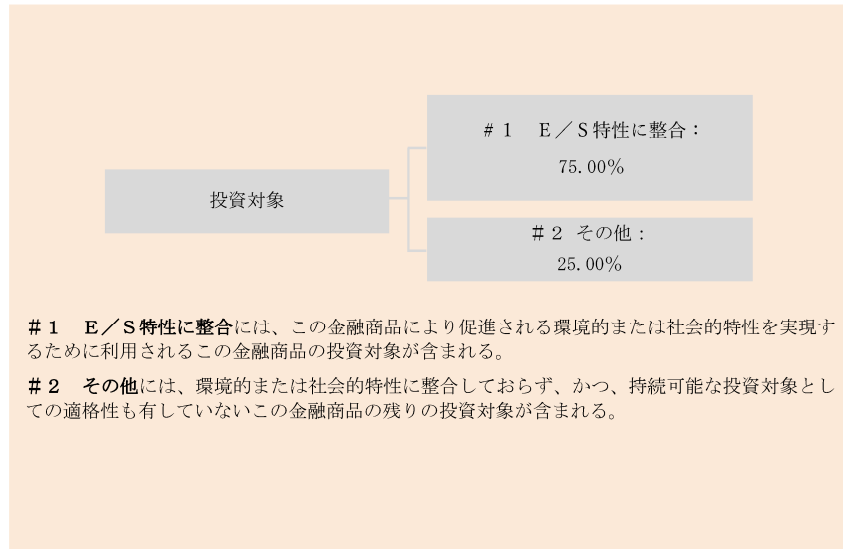 ＃１　Ｅ／Ｓ特性に整合：
75.00％
投資対象
＃２ その他：
25.00％
＃１　Ｅ／Ｓ特性に整合には、この金融商品により促進される環境的または社会的特性を実現す
るために利用されるこの金融商品の投資対象が含まれる。
＃２　その他には、環境的または社会的特性に整合しておらず、かつ、持続可能な投資対象とし
ての適格性も有していないこの金融商品の残りの投資対象が含まれる。